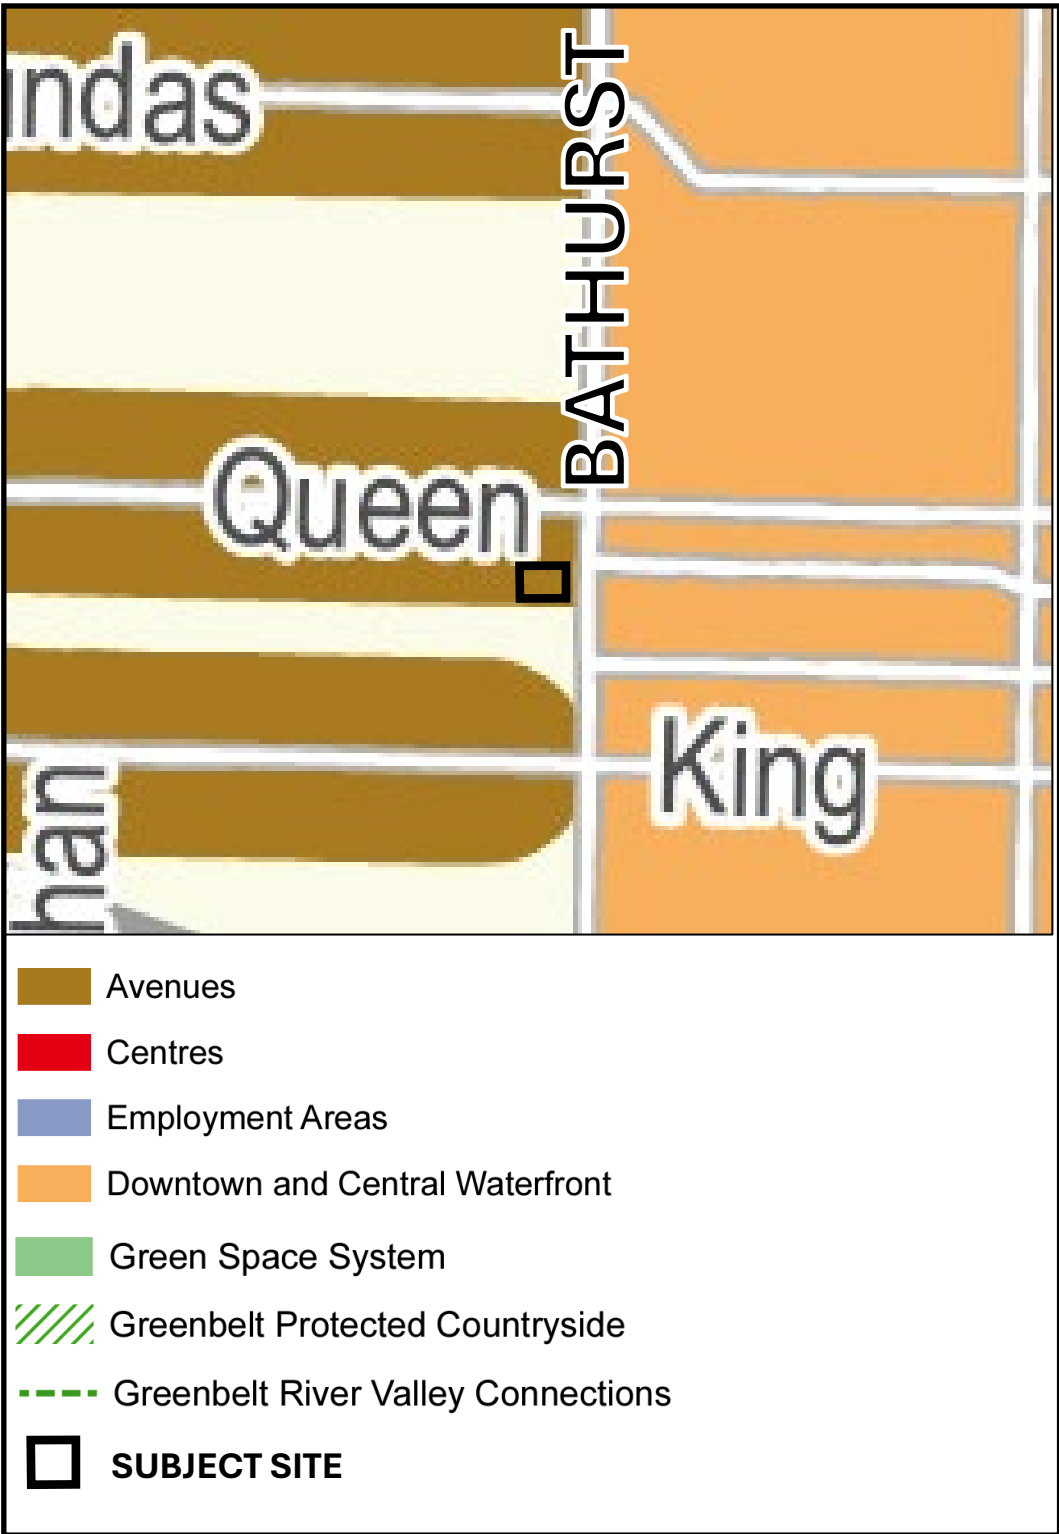 undas
BATHURST
Queen
King
han
Avenues
Centres
Employment Areas
Downtown and Central Waterfront
Green Space System
Greenbelt Protected Countryside
Greenbelt River Valley Connections
SUBJECT SITE